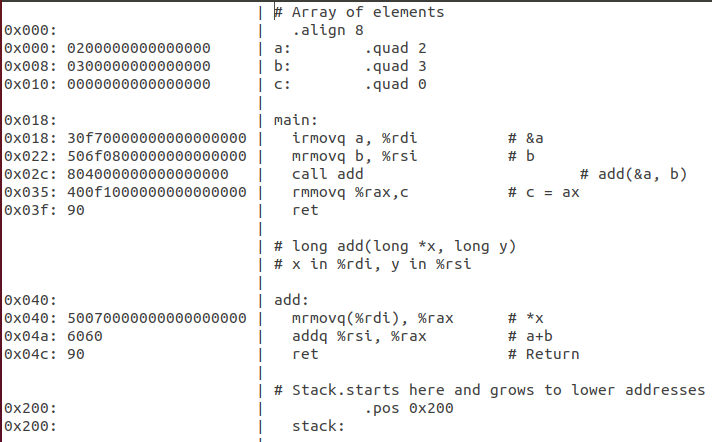 | # Array of elements
0x000:                      |   .align 8
0x000: 0200000000000000     | a:        .quad 2
0x008: 0300000000000000     | b:        .quad 3
0x010: 0000000000000000     | c:        .quad 0
                            |
0x018:                      | main:
0x018: 30f70000000000000000 |   irmovq a, %rdi          # &a
0x022: 506f0800000000000000 |   mrmovq b, %rsi          # b
0x02c: 804000000000000000   |   call add                        # add(&a, b)
0x035: 400f1000000000000000 |   rmmovq %rax,c           # c = ax
0x03f: 90                   |   ret
                            |
                            | # long add(long *x, long y)
                            | # x in %rdi, y in %rsi
                            |
0x040:                      | add:
0x040: 50070000000000000000 |   mrmovq(%rdi), %rax      # *x
0x04a: 6060                 |   addq %rsi, %rax         # a+b
0x04c: 90                   |   ret                     # Return
                            |
                            | # Stack.starts here and grows to lower addresses
0x200:                      |           .pos 0x200
0x200:                      |   stack: